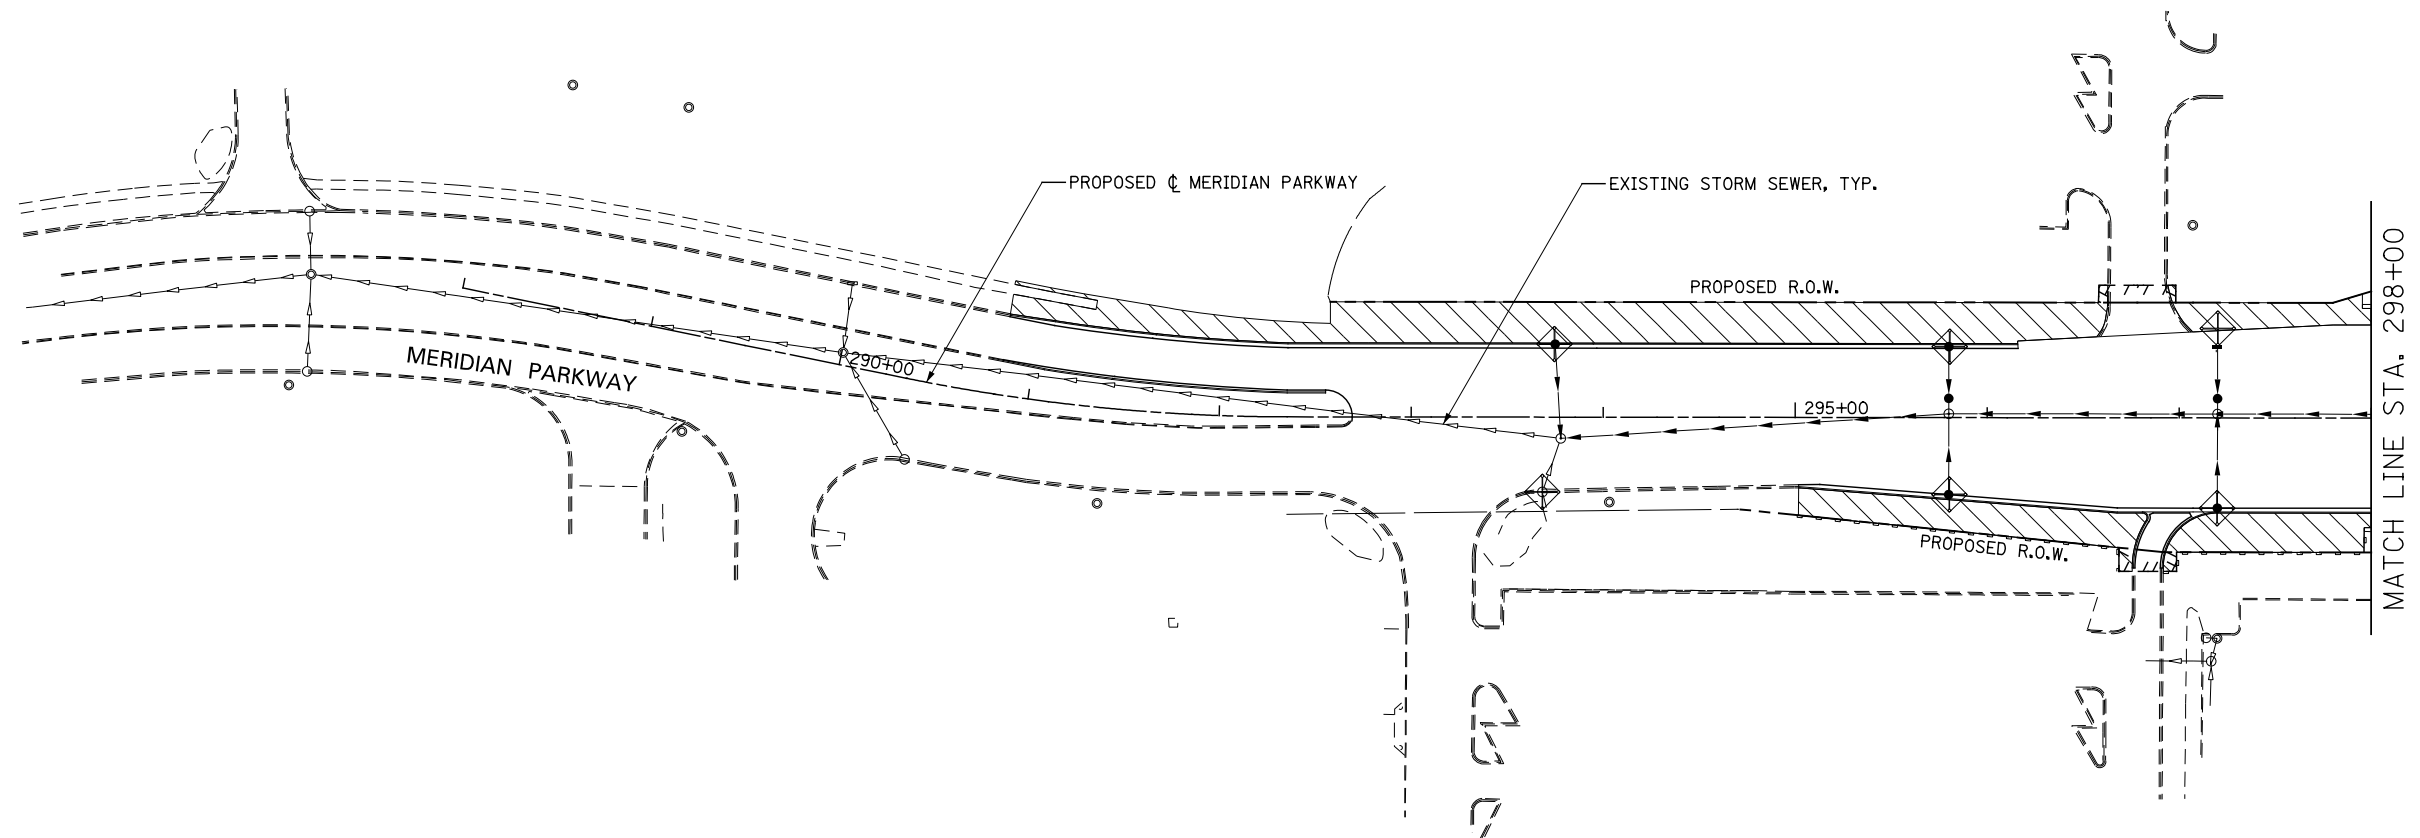 PROPOSED ℄ MERIDIAN PARKWAY
EXISTING STORM SEWER, TYP.
PROPOSED R.O.W.
MERIDIAN PARKWAY
290+00
295+00
PROPOSED R.O.W.
MATCH LINE STA. 298+00